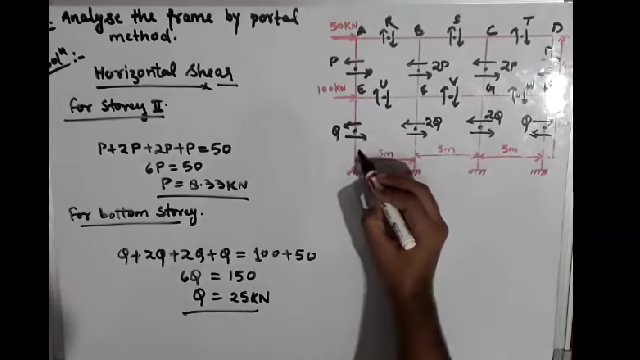 Analyse the frame by portal
method.
Horizontal shear
For Storey II
P+2P+2P+P=50
6P=50
P=8.33KN
For bottom storey.
Q+2Q+2Q+Q = 100+50
6Q = 150
Q = 25KN
50KN A R B S C T D
P 2P 2P
100KN E U F V G H
Q 2Q 2Q Q
5m 5m 5m